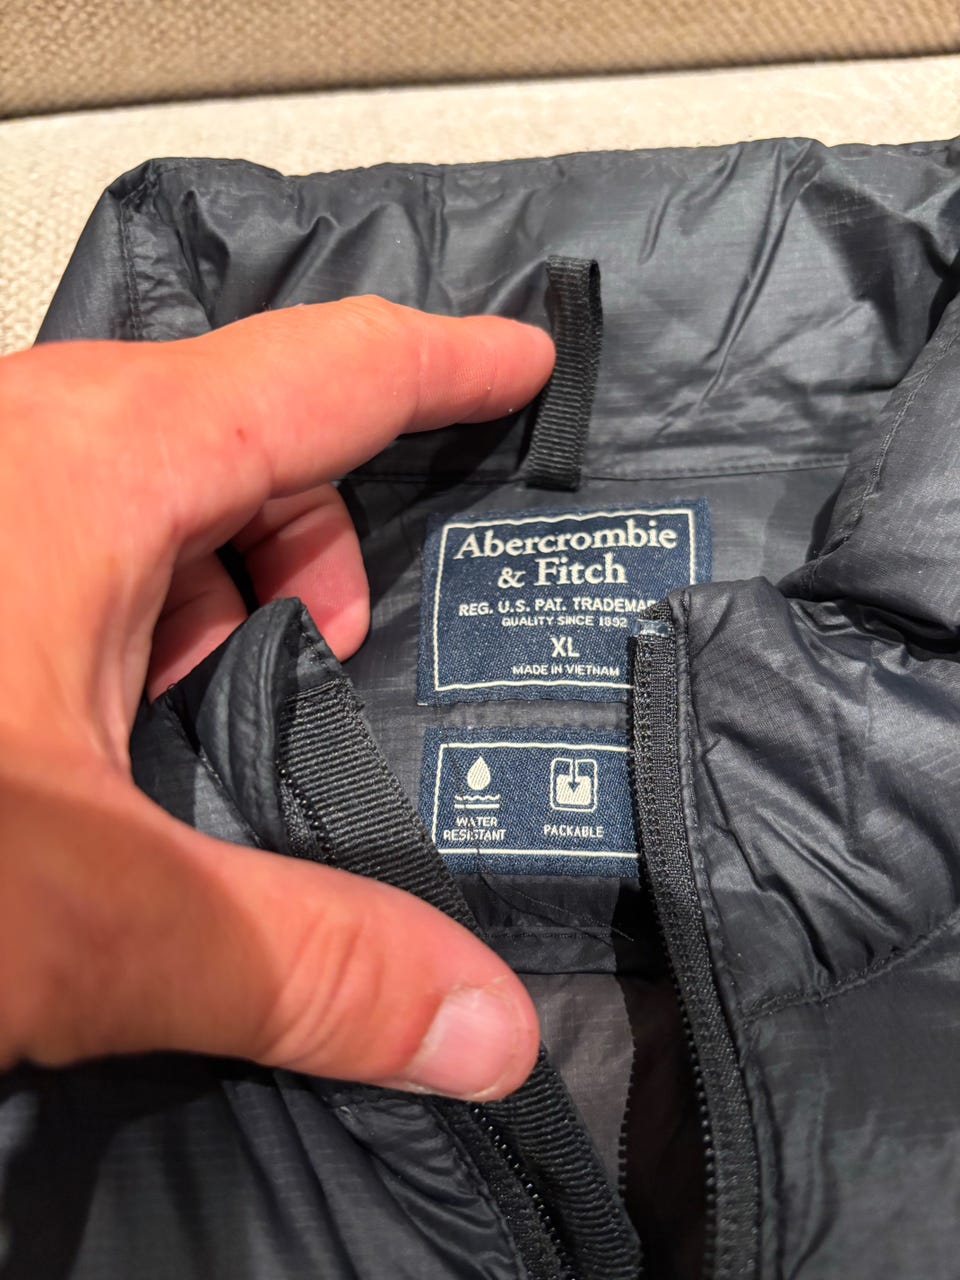 Abercrombie
& Fitch
REG. U.S. PAT. TRADEMAR
QUALITY SINCE 1892
XL
MADE IN VIETNAM
WATER
RESISTANT
PACKABLE